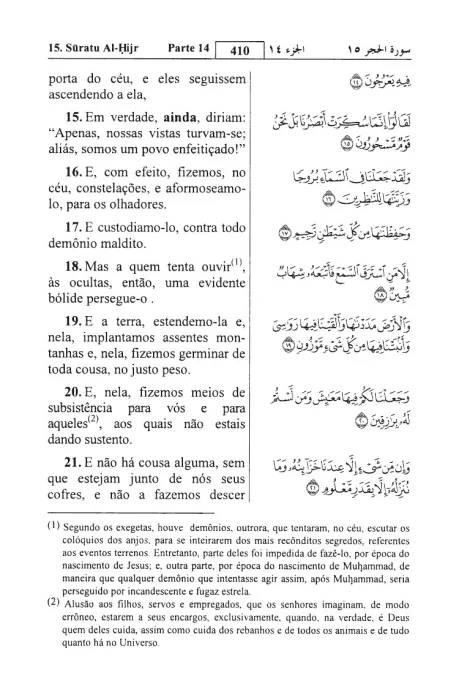 15. Sūratu Al-Ḥijr Parte 14 410 الجزء ١٤ سورة الحجر ١٥
porta do céu, e eles seguissem
ascendendo a ela,
15. Em verdade, ainda, diriam:
“Apenas, nossas vistas turvam-se;
aliás, somos um povo enfeitiçado!”
16. E, com efeito, fizemos, no
céu, constelações, e aformoseamo-
lo, para os olhadores.
17. E custodiamo-lo, contra todo
demônio maldito.
18. Mas a quem tenta ouvir(1),
às ocultas, então, uma evidente
bólide persegue-o .
19. E a terra, estendemo-la e,
nela, implantamos assentes mon-
tanhas e, nela, fizemos germinar de
toda cousa, no justo peso.
20. E, nela, fizemos meios de
subsistência para vós e para
aqueles(2), aos quais não estais
dando sustento.
21. E não há cousa alguma, sem
que estejam junto de nós seus
cofres, e não a fazemos descer
فِيهِ يَعْرُجُونَ ١٤
لَقَالُوٓا۟ إِنَّمَا سُكِّرَتْ أَبْصَٰرُنَا بَلْ نَحْنُ
قَوْمٌ مَّسْحُورُونَ ١٥
وَلَقَدْ جَعَلْنَا فِى ٱلسَّمَآءِ بُرُوجًا
وَزَيَّنَّٰهَا لِلنَّٰظِرِينَ ١٦
وَحَفِظْنَٰهَا مِن كُلِّ شَيْطَٰنٍ رَّجِيمٍ ١٧
إِلَّا مَنِ ٱسْتَرَقَ ٱلسَّمْعَ فَأَتْبَعَهُۥ شِهَابٌ
مُّبِينٌ ١٨
وَٱلْأَرْضَ مَدَدْنَٰهَا وَأَلْقَيْنَا فِيهَا رَوَٰسِىَ
وَأَنۢبَتْنَا فِيهَا مِن كُلِّ شَىْءٍ مَّوْزُونٍ ١٩
وَجَعَلْنَا لَكُمْ فِيهَا مَعَٰيِشَ وَمَن لَّسْتُمْ
لَهُۥ بِرَٰزِقِينَ ٢٠
وَإِن مِّن شَىْءٍ إِلَّا عِندَنَا خَزَآئِنُهُۥ وَمَا
نُنَزِّلُهُۥٓ إِلَّا بِقَدَرٍ مَّعْلُومٍ ٢١
(1) Segundo os exegetas, houve demônios, outrora, que tentaram, no céu, escutar os
colóquios dos anjos, para se inteirarem dos mais recônditos segredos, referentes
aos eventos terrenos. Entretanto, parte deles foi impedida de fazê-lo, por época do
nascimento de Jesus; e, outra parte, por época do nascimento de Muḥammad, de
maneira que qualquer demônio que intentasse agir assim, após Muḥammad, seria
perseguido por incandescente e fugaz estrela.
(2) Alusão aos filhos, servos e empregados, que os senhores imaginam, de modo
errôneo, estarem a seus encargos, exclusivamente, quando, na verdade, é Deus
quem deles cuida, assim como cuida dos rebanhos e de todos os animais e de tudo
quanto há no Universo.